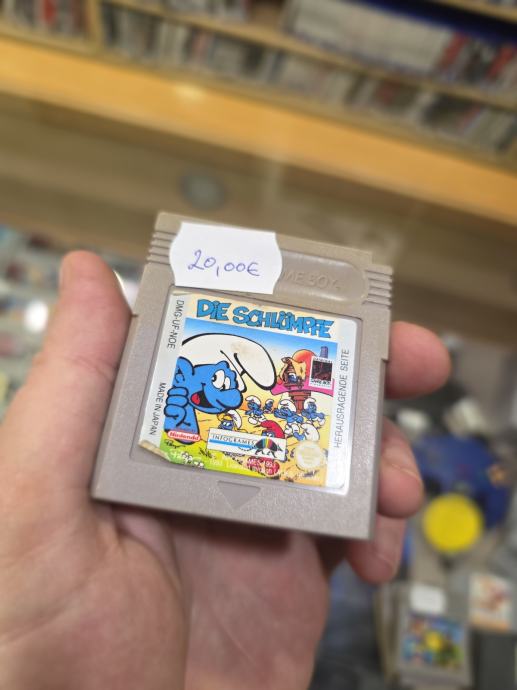 20,00€
ME BOY
DIE SCHLÜMPFE
DMG-UF-NOE
MADE IN JAPAN
HERAUSRAGENDE SEITE
Nintendo
INFOGRAMES